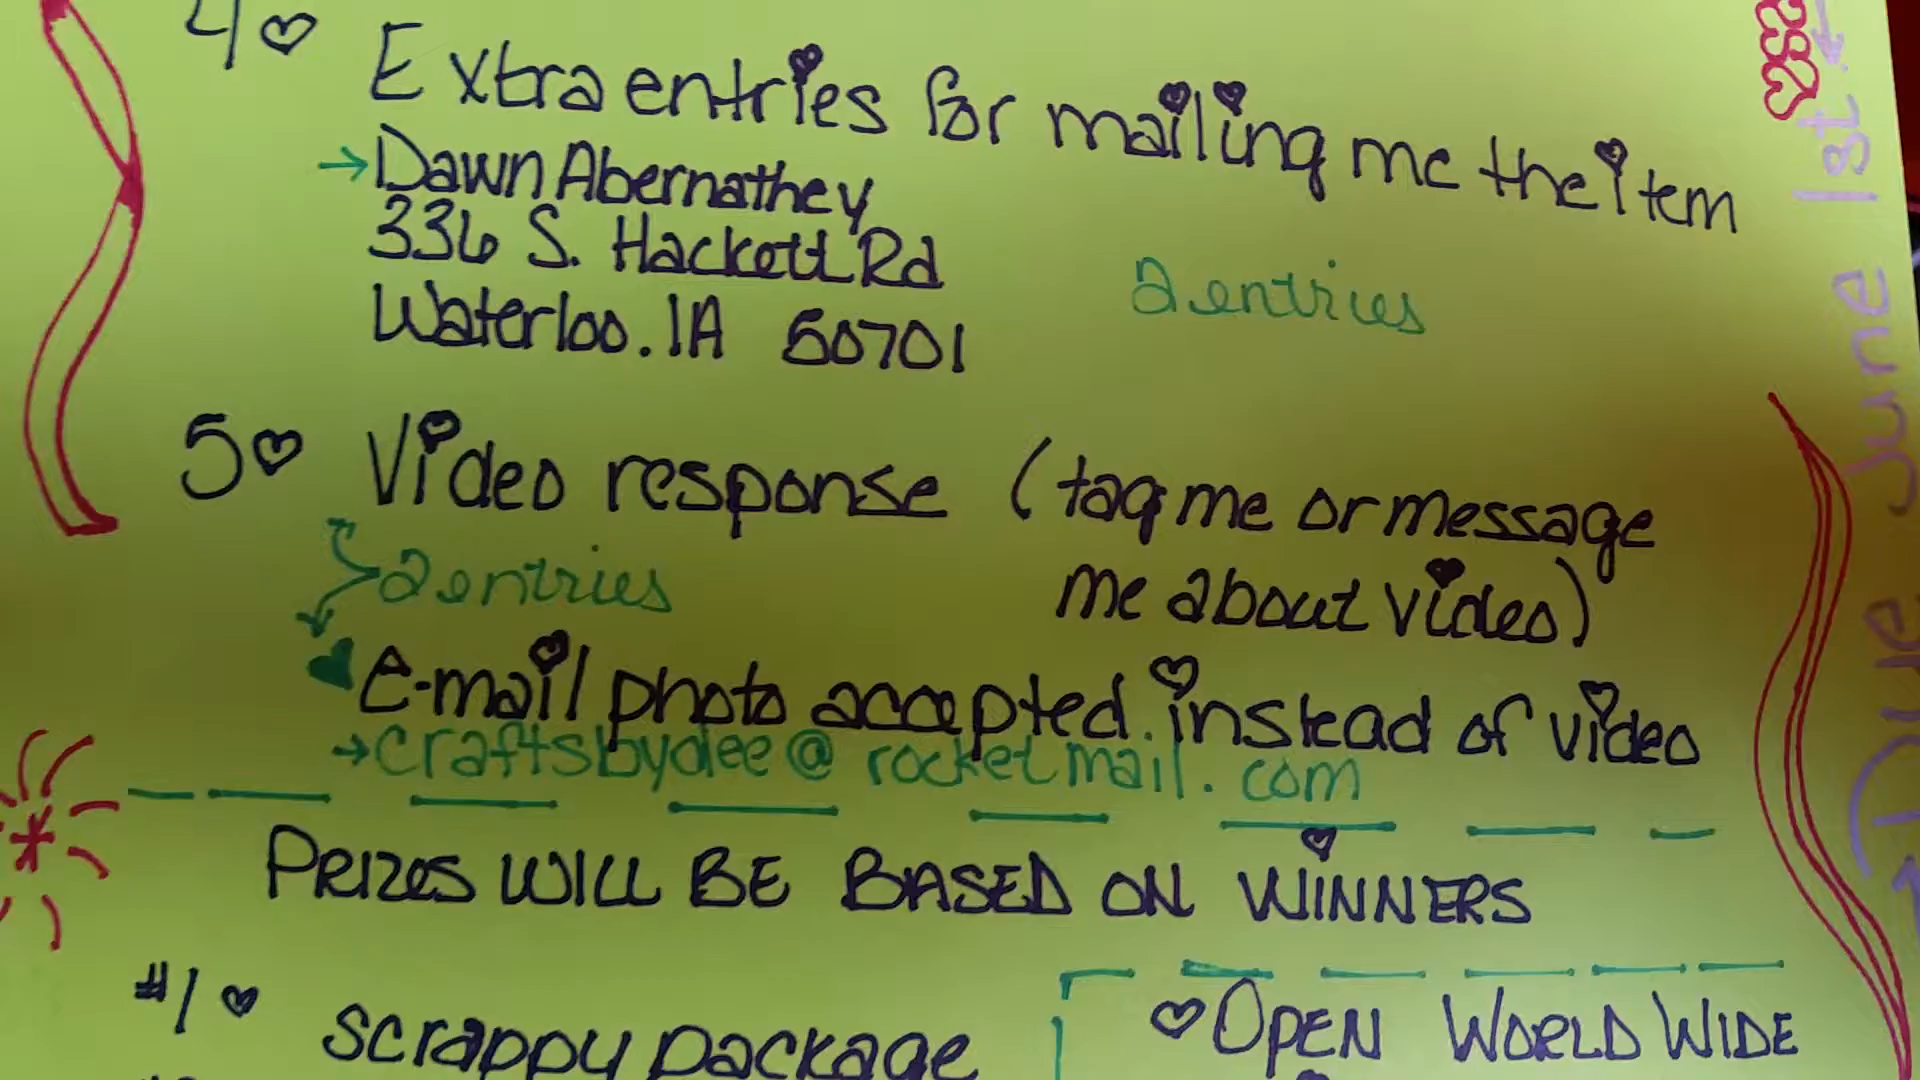 4♡ Extra entries for mailing me the item
→Dawn Abernathey
336 S. Hackett Rd
Waterloo. IA 50701
2 entries
5♡ Video response (tag me or message
me about video)
2 entries
E-mail photo accepted. instead of video
→craftsbydee@rocketmail.com
PRIZES WILL BE BASED ON WINNERS
#1♡ scrappy package
♡OPEN WORLD WIDE
Due June 1st.